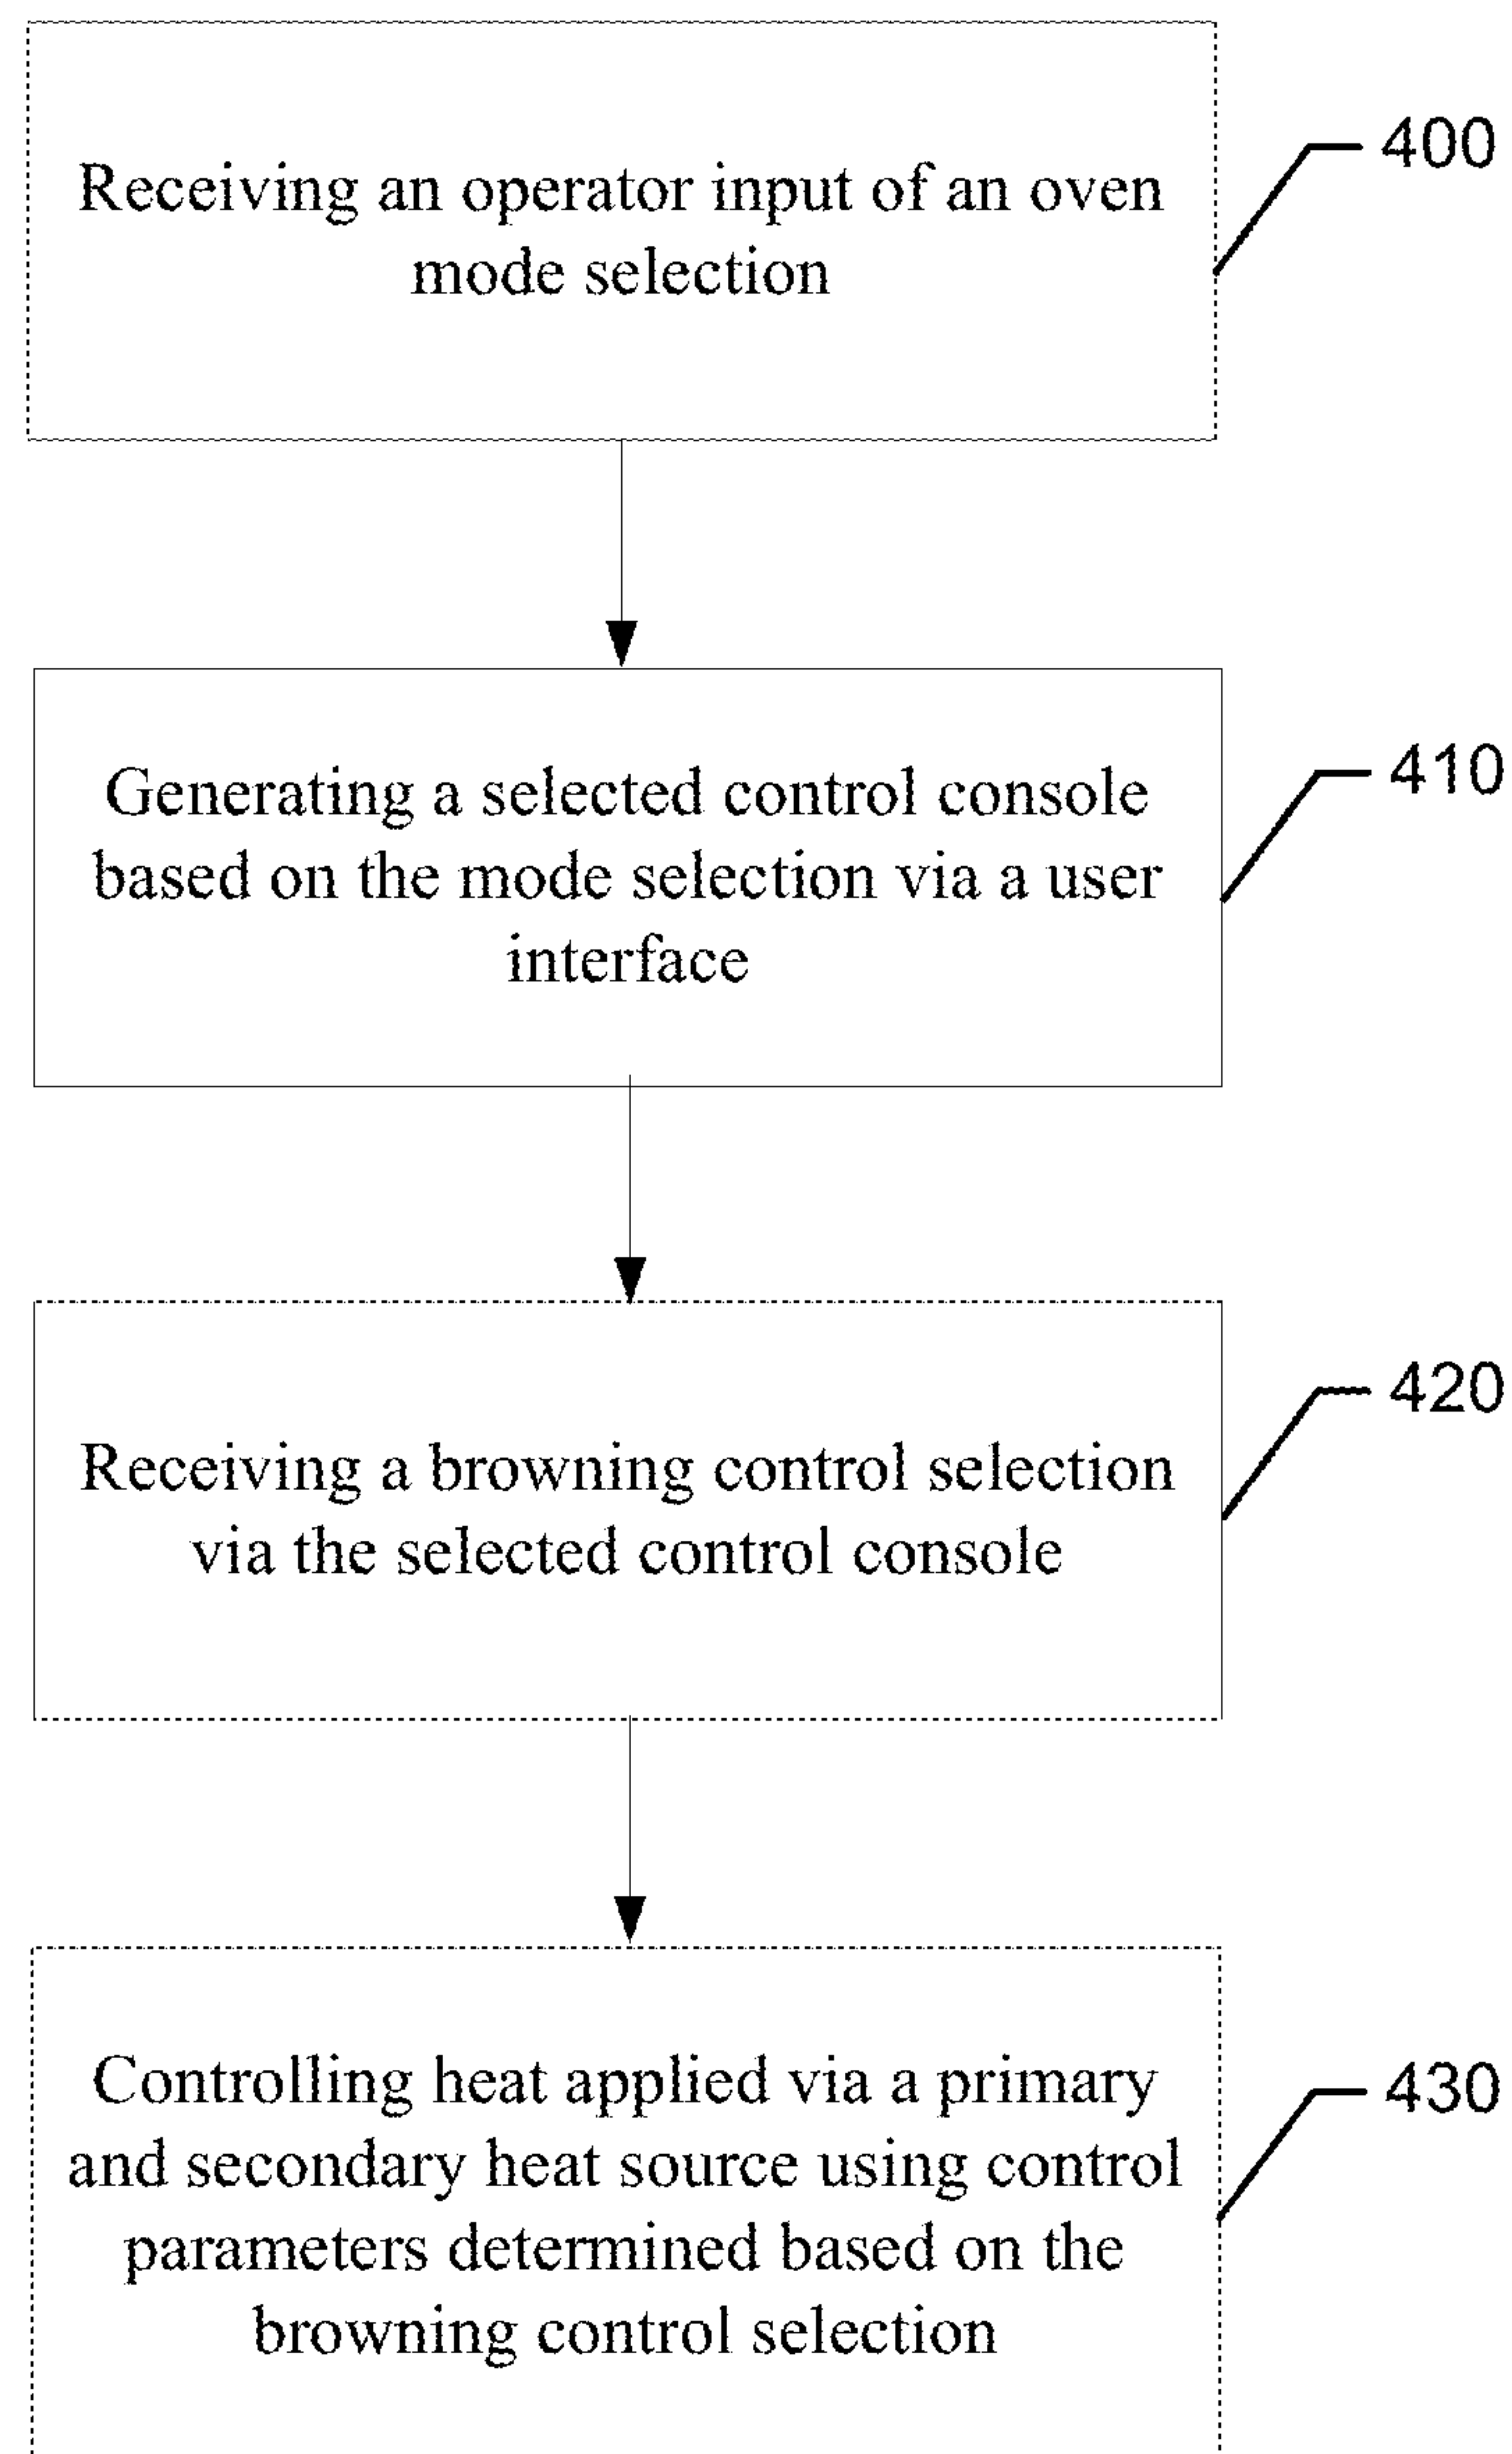 Receiving an operator input of an oven
mode selection
400
Generating a selected control console
based on the mode selection via a user
interface
410
Receiving a browning control selection
via the selected control console
420
Controlling heat applied via a primary
and secondary heat source using control
parameters determined based on the
browning control selection
430